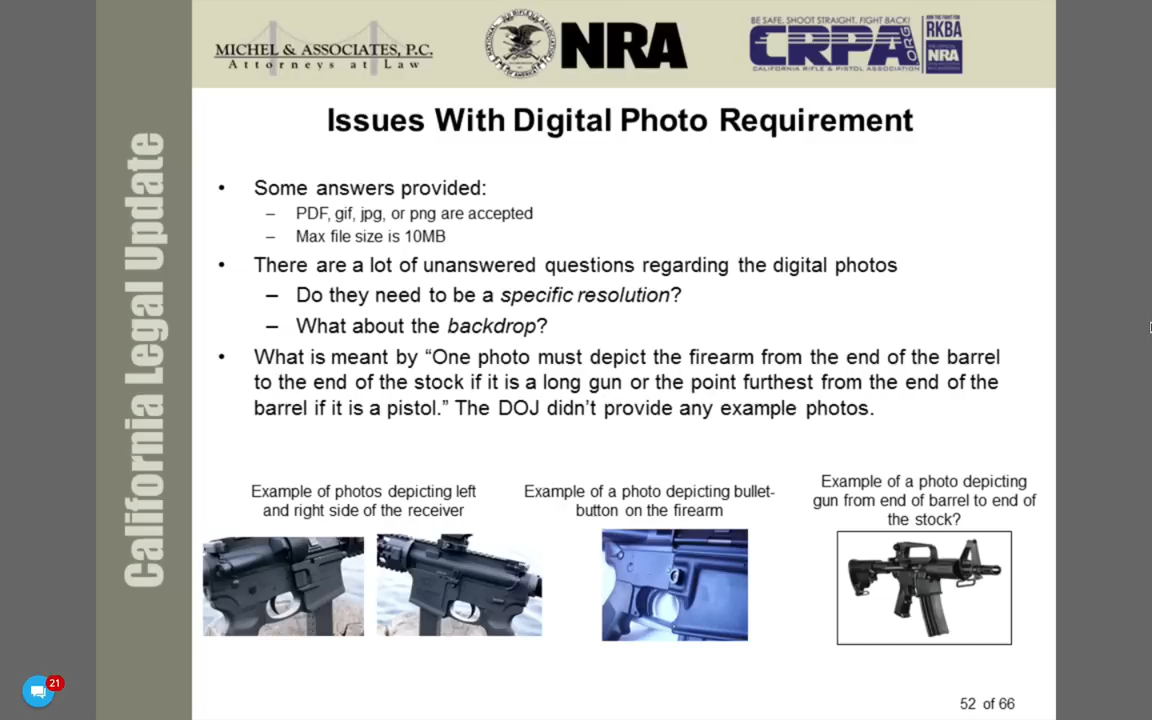 MICHEL & ASSOCIATES, P.C.
Attorneys at Law
NRA
BE SAFE. SHOOT STRAIGHT. FIGHT BACK!
CRPA
.ORG
CALIFORNIA RIFLE & PISTOL ASSOCIATION
RKBA
NRA
California Legal Update
Issues With Digital Photo Requirement
• Some answers provided:
– PDF, gif, jpg, or png are accepted
– Max file size is 10MB
• There are a lot of unanswered questions regarding the digital photos
– Do they need to be a specific resolution?
– What about the backdrop?
• What is meant by “One photo must depict the firearm from the end of the barrel
to the end of the stock if it is a long gun or the point furthest from the end of the
barrel if it is a pistol.” The DOJ didn’t provide any example photos.
Example of photos depicting left
and right side of the receiver
Example of a photo depicting bullet-
button on the firearm
Example of a photo depicting
gun from end of barrel to end of
the stock?
21
52 of 66